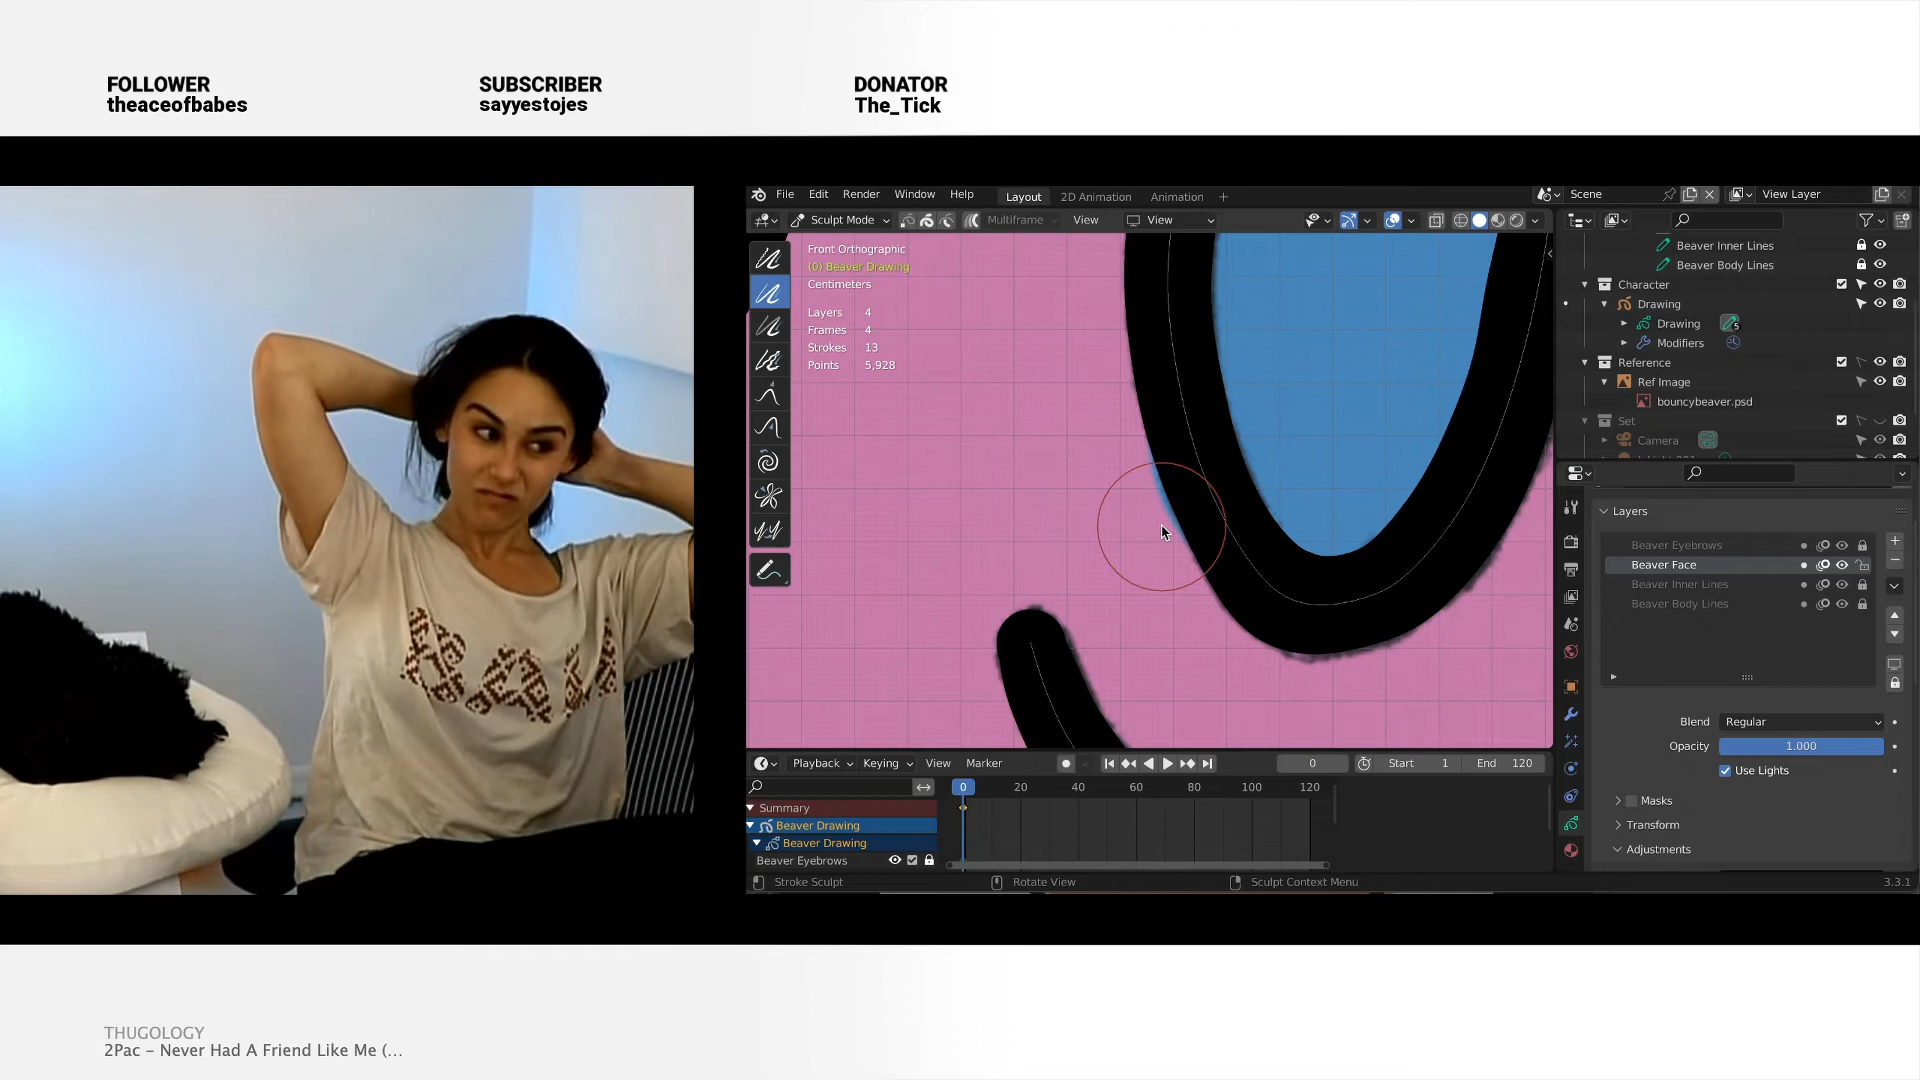 FOLLOWER
theaceofbabes
SUBSCRIBER
sayyestojes
DONATOR
The_Tick
File Edit Render Window Help Layout 2D Animation Animation +
Scene
View Layer
Sculpt Mode Multiframe View View
Front Orthographic
(0) Beaver Drawing
Centimeters
Layers 4
Frames 4
Strokes 13
Points 5,928
Beaver Inner Lines
Beaver Body Lines
Character
Drawing
Drawing 5
Modifiers
Reference
Ref Image
bouncybeaver.psd
Set
Camera
Layers
Beaver Eyebrows
Beaver Face
Beaver Inner Lines
Beaver Body Lines
Blend Regular
Opacity 1.000
Use Lights
Masks
Transform
Adjustments
Playback Keying View Marker 0 Start 1 End 120
0 20 40 60 80 100 120
Summary
Beaver Drawing
Beaver Drawing
Beaver Eyebrows
Stroke Sculpt Rotate View Sculpt Context Menu 3.3.1
THUGOLOGY
2Pac - Never Had A Friend Like Me (...